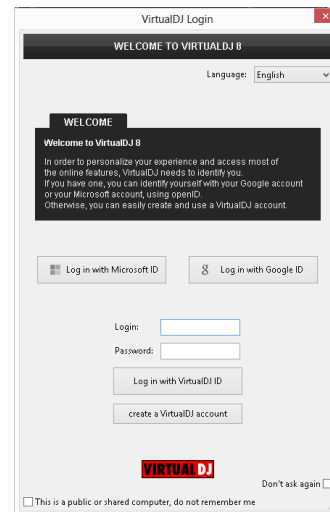 VirtualDJ Login
WELCOME TO VIRTUALDJ 8
Language: English
WELCOME
Welcome to VirtualDJ 8
In order to personalize your experience and access most of
the online features, VirtualDJ needs to identify you.
If you have one, you can identify yourself with your Google account
or your Microsoft account, using openID.
Otherwise, you can easily create and use a VirtualDJ account.
Log in with Microsoft ID
g Log in with Google ID
Login:
Password:
Log in with VirtualDJ ID
create a VirtualDJ account
VIRTUAL DJ
Don't ask again
This is a public or shared computer, do not remember me